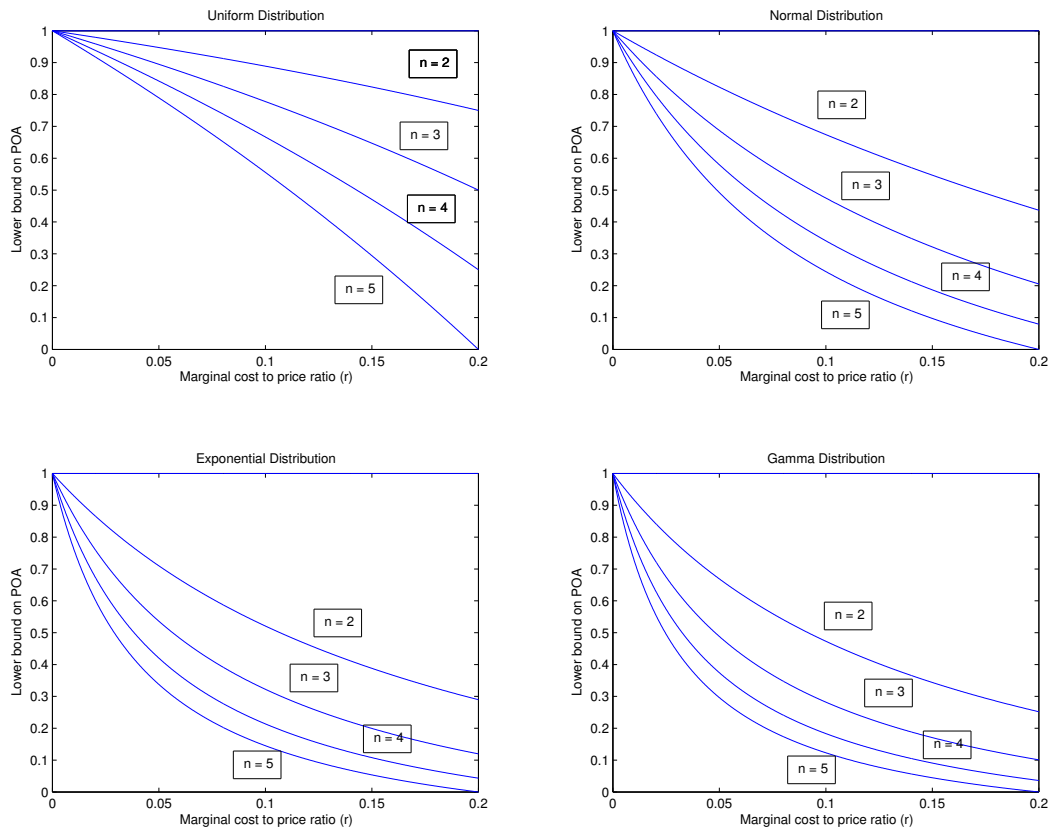 Uniform Distribution
1
0.9
0.8
0.7
0.6
0.5
0.4
0.3
0.2
0.1
0
0
0.05
0.1
0.15
0.2
Lower bound on POA
Marginal cost to price ratio (r)
n = 2
n = 3
n = 4
n = 5
Normal Distribution
1
0.9
0.8
0.7
0.6
0.5
0.4
0.3
0.2
0.1
0
0
0.05
0.1
0.15
0.2
Lower bound on POA
Marginal cost to price ratio (r)
n = 2
n = 3
n = 4
n = 5
Exponential Distribution
1
0.9
0.8
0.7
0.6
0.5
0.4
0.3
0.2
0.1
0
0
0.05
0.1
0.15
0.2
Lower bound on POA
Marginal cost to price ratio (r)
n = 2
n = 3
n = 4
n = 5
Gamma Distribution
1
0.9
0.8
0.7
0.6
0.5
0.4
0.3
0.2
0.1
0
0
0.05
0.1
0.15
0.2
Lower bound on POA
Marginal cost to price ratio (r)
n = 2
n = 3
n = 4
n = 5